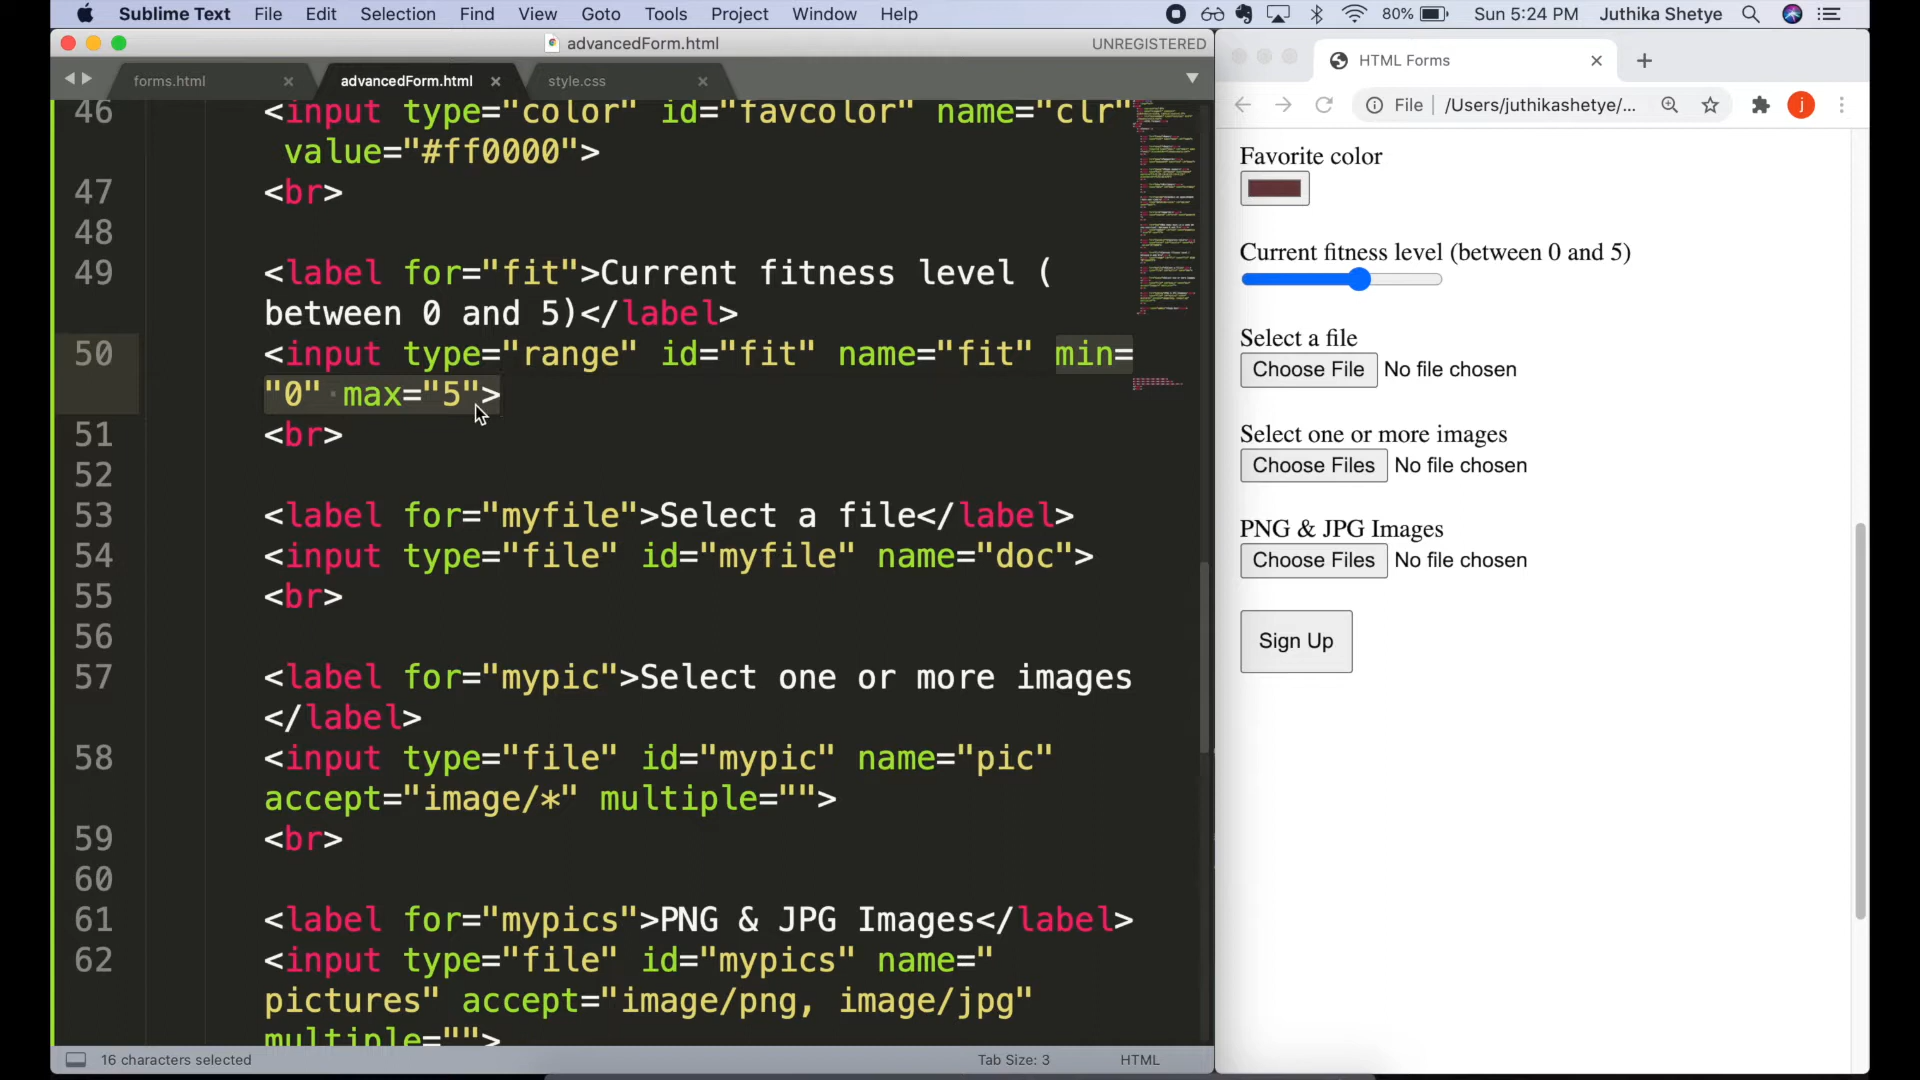 Sublime Text File Edit Selection Find View Goto Tools Project Window Help 80% Sun 5:24 PM Juthika Shetye
advancedForm.html UNREGISTERED
forms.html advancedForm.html style.css
46 <input type="color" id="favcolor" name="clr"
value="#ff0000">
47 <br>
48
49 <label for="fit">Current fitness level (
between 0 and 5)</label>
50 <input type="range" id="fit" name="fit" min=
"0" max="5">
51 <br>
52
53 <label for="myfile">Select a file</label>
54 <input type="file" id="myfile" name="doc">
55 <br>
56
57 <label for="mypic">Select one or more images
</label>
58 <input type="file" id="mypic" name="pic"
accept="image/*" multiple="">
59 <br>
60
61 <label for="mypics">PNG & JPG Images</label>
62 <input type="file" id="mypics" name="
pictures" accept="image/png, image/jpg"
multiple="">
16 characters selected Tab Size: 3 HTML
HTML Forms
File /Users/juthikashetye/... j
Favorite color
Current fitness level (between 0 and 5)
Select a file
Choose File No file chosen
Select one or more images
Choose Files No file chosen
PNG & JPG Images
Choose Files No file chosen
Sign Up